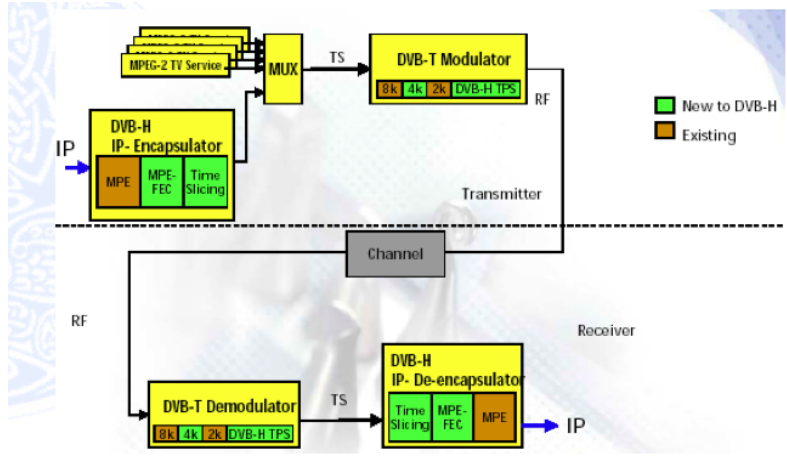 MPEG-2 TV Service
MUX
TS
DVB-T Modulator
8k 4k 2k DVB-H TPS
RF
New to DVB-H
Existing
DVB-H
IP- Encapsulator
IP
MPE
MPE-
FEC
Time
Slicing
Transmitter
Channel
RF
Receiver
DVB-T Demodulator
8k 4k 2k DVB-H TPS
TS
DVB-H
IP- De-encapsulator
Time
Slicing
MPE-
FEC
MPE
IP